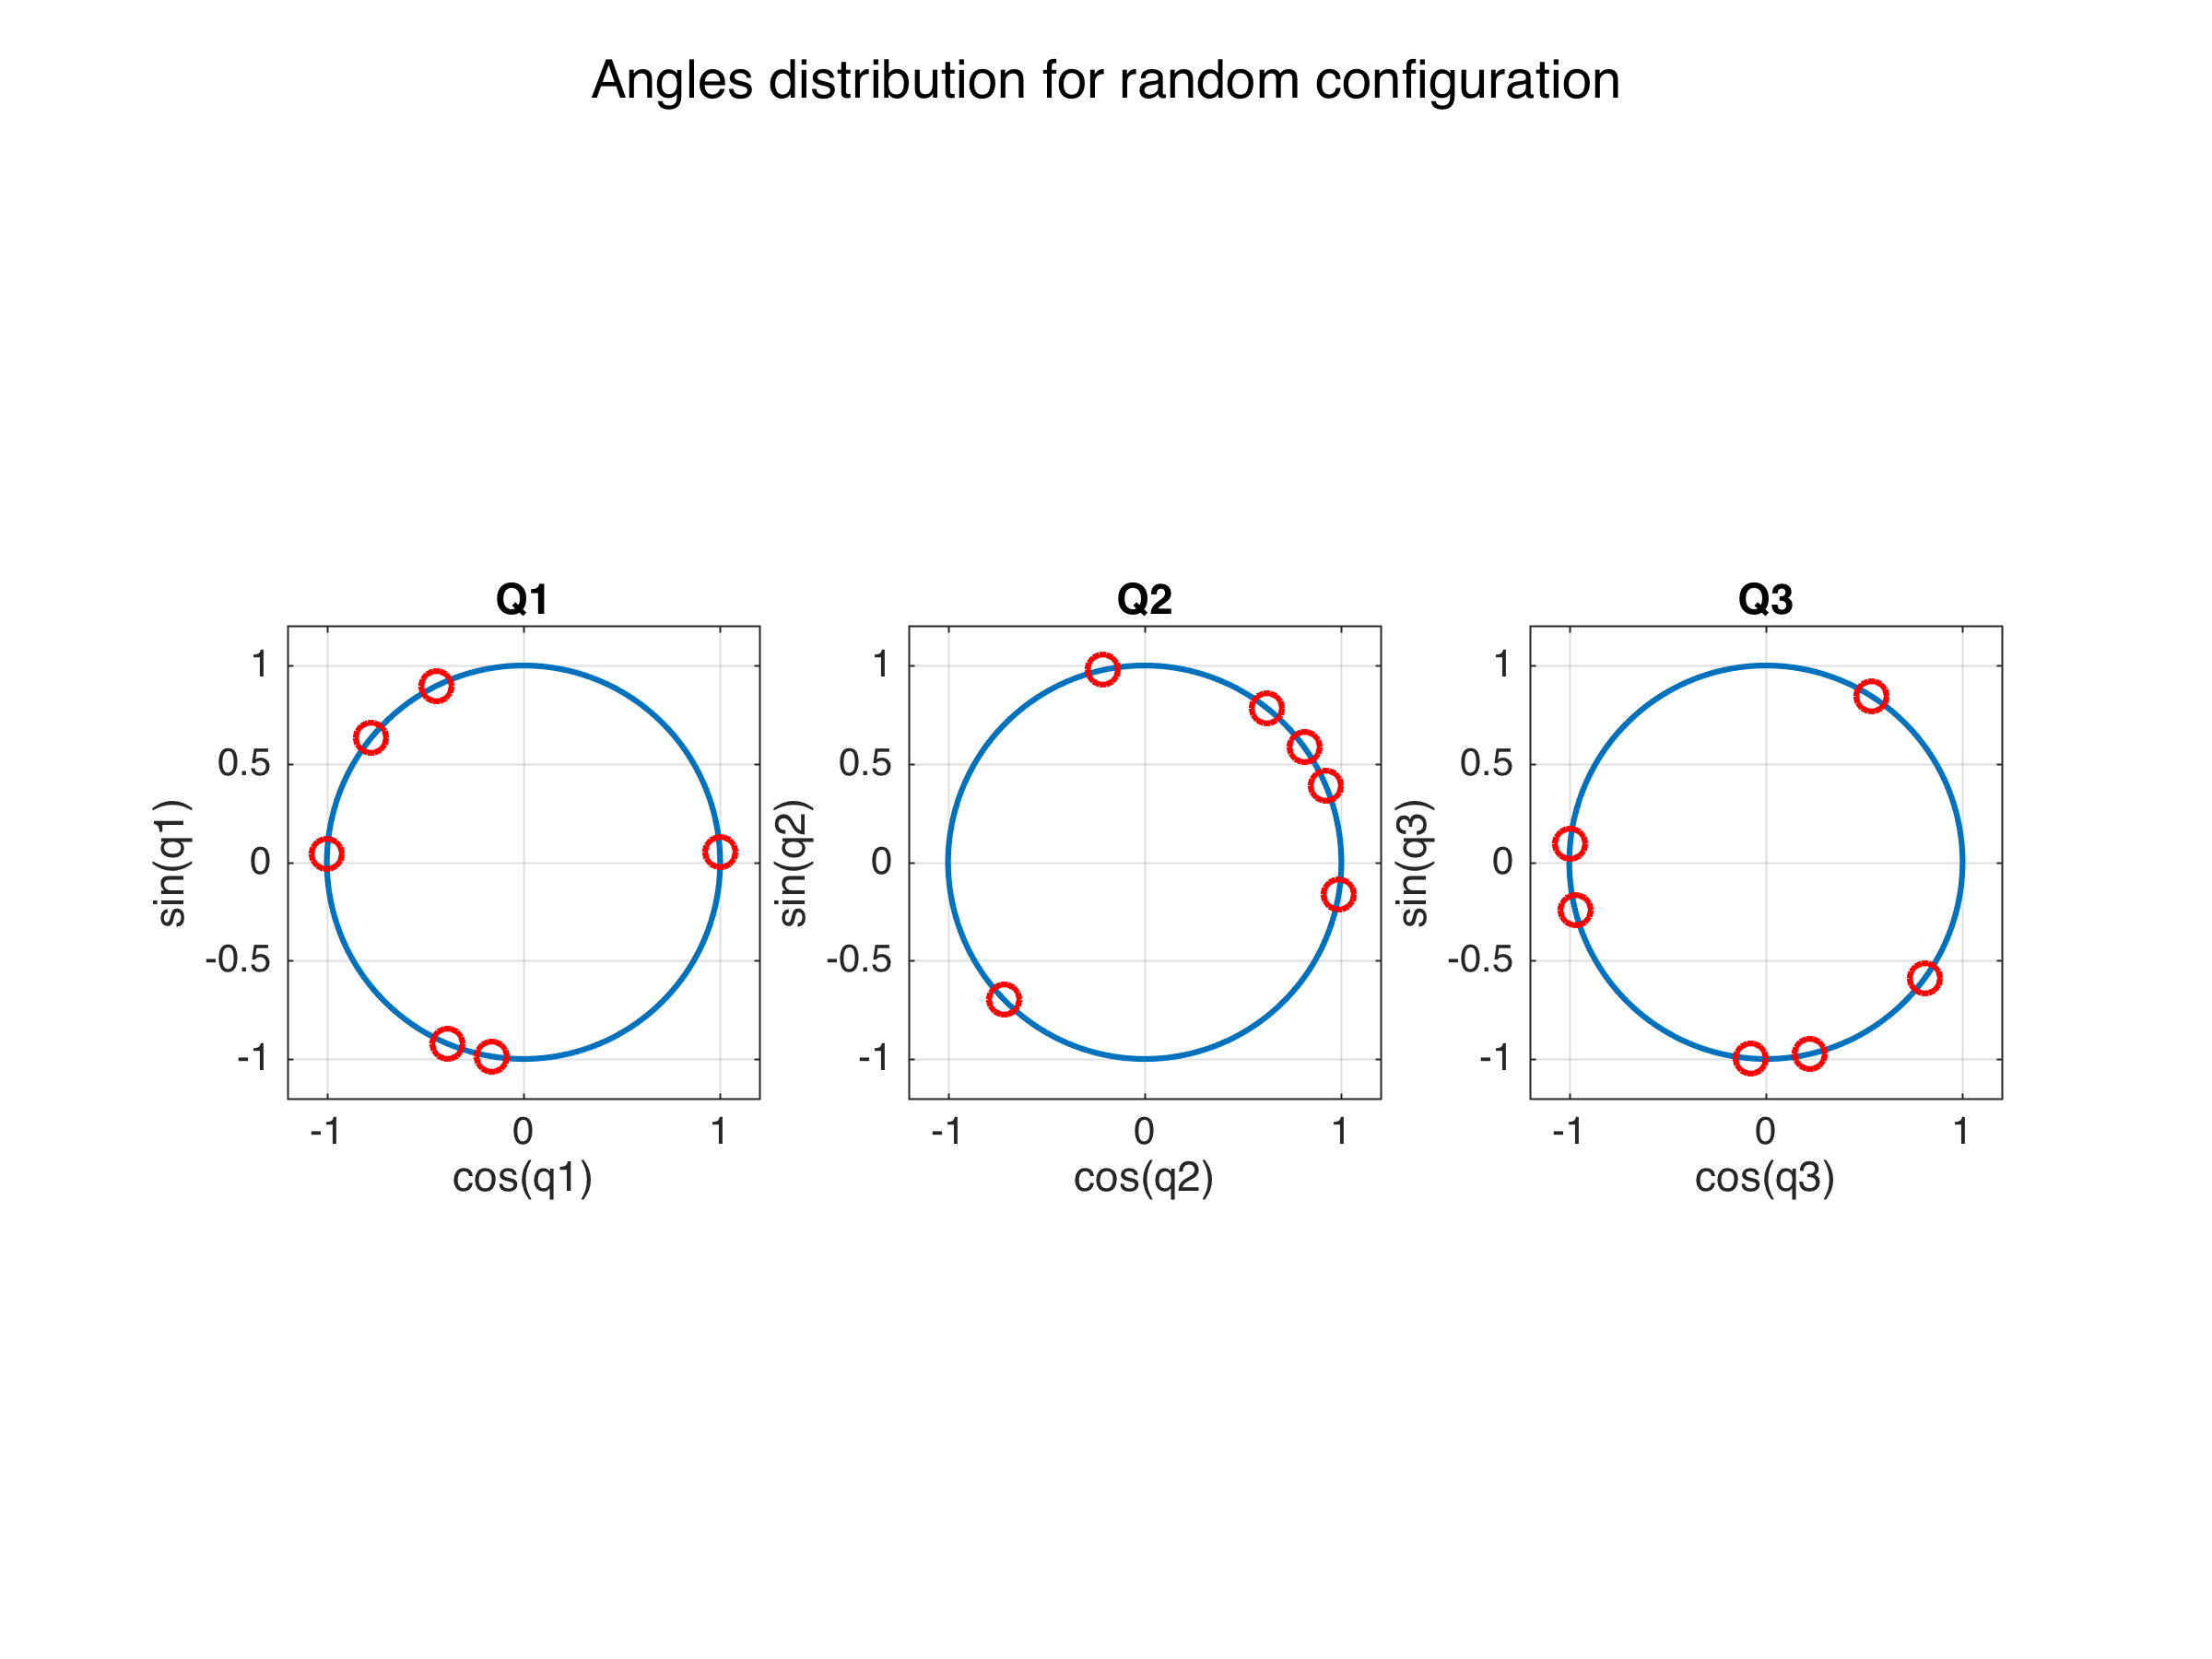 Angles distribution for random configuration
Q1
Q2
Q3
1
0.5
0
-0.5
-1
sin(q1)
-1
0
1
cos(q1)
1
0.5
0
-0.5
-1
sin(q2)
-1
0
1
cos(q2)
1
0.5
0
-0.5
-1
sin(q3)
-1
0
1
cos(q3)